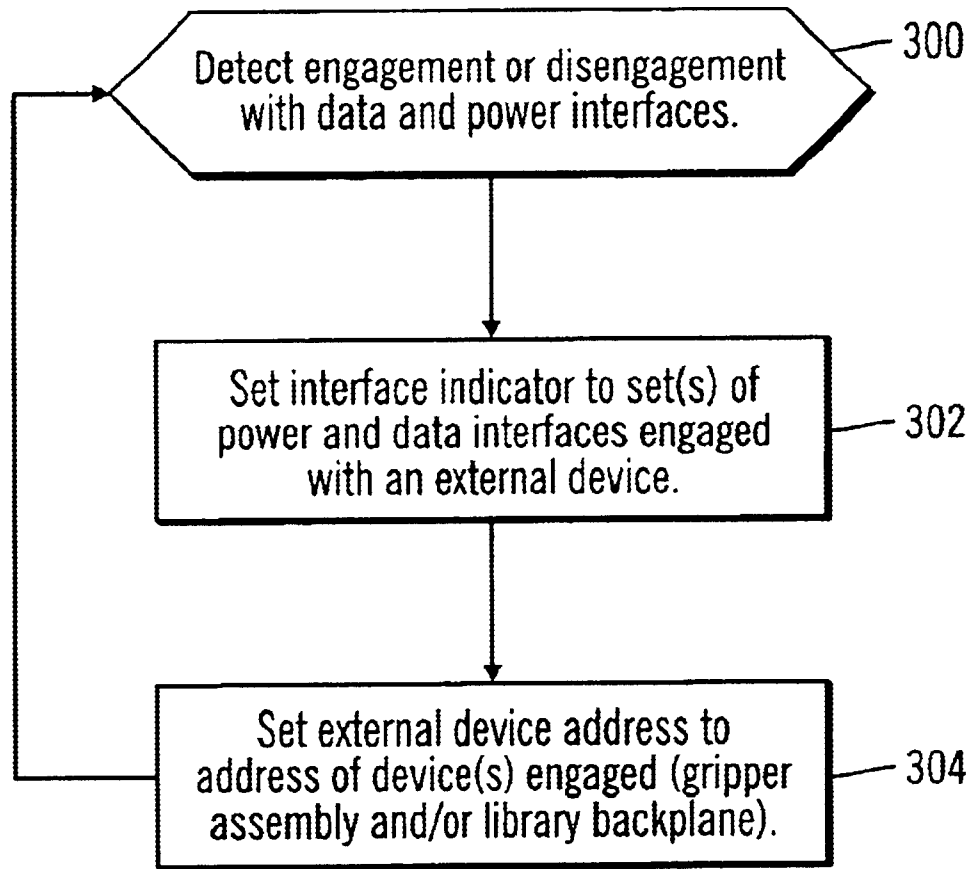 Detect engagement or disengagement
with data and power interfaces.
300
Set interface indicator to set(s) of
power and data interfaces engaged
with an external device.
302
Set external device address to
address of device(s) engaged (gripper
assembly and/or library backplane).
304